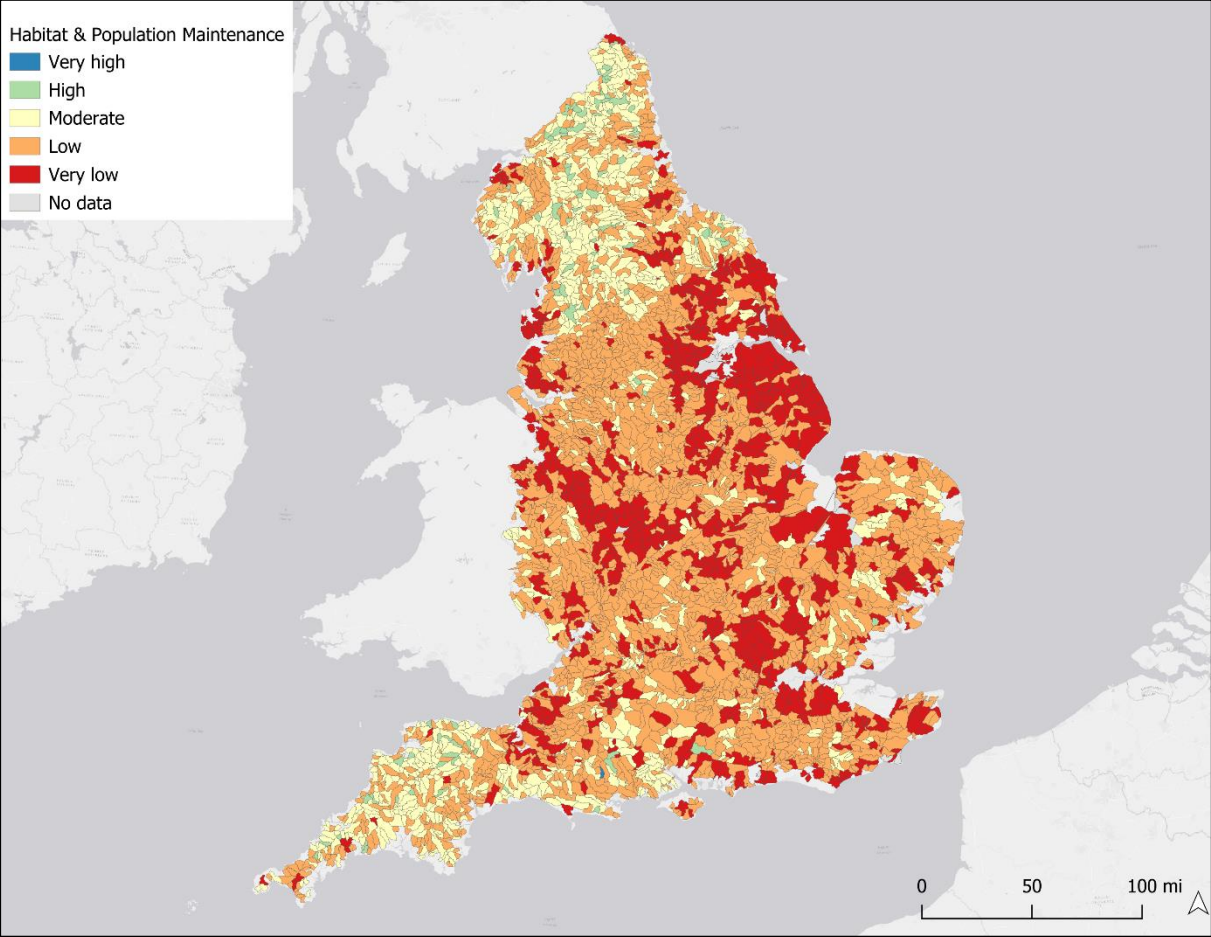 Habitat & Population Maintenance
Very high
High
Moderate
Low
Very low
No data
0 50 100 mi